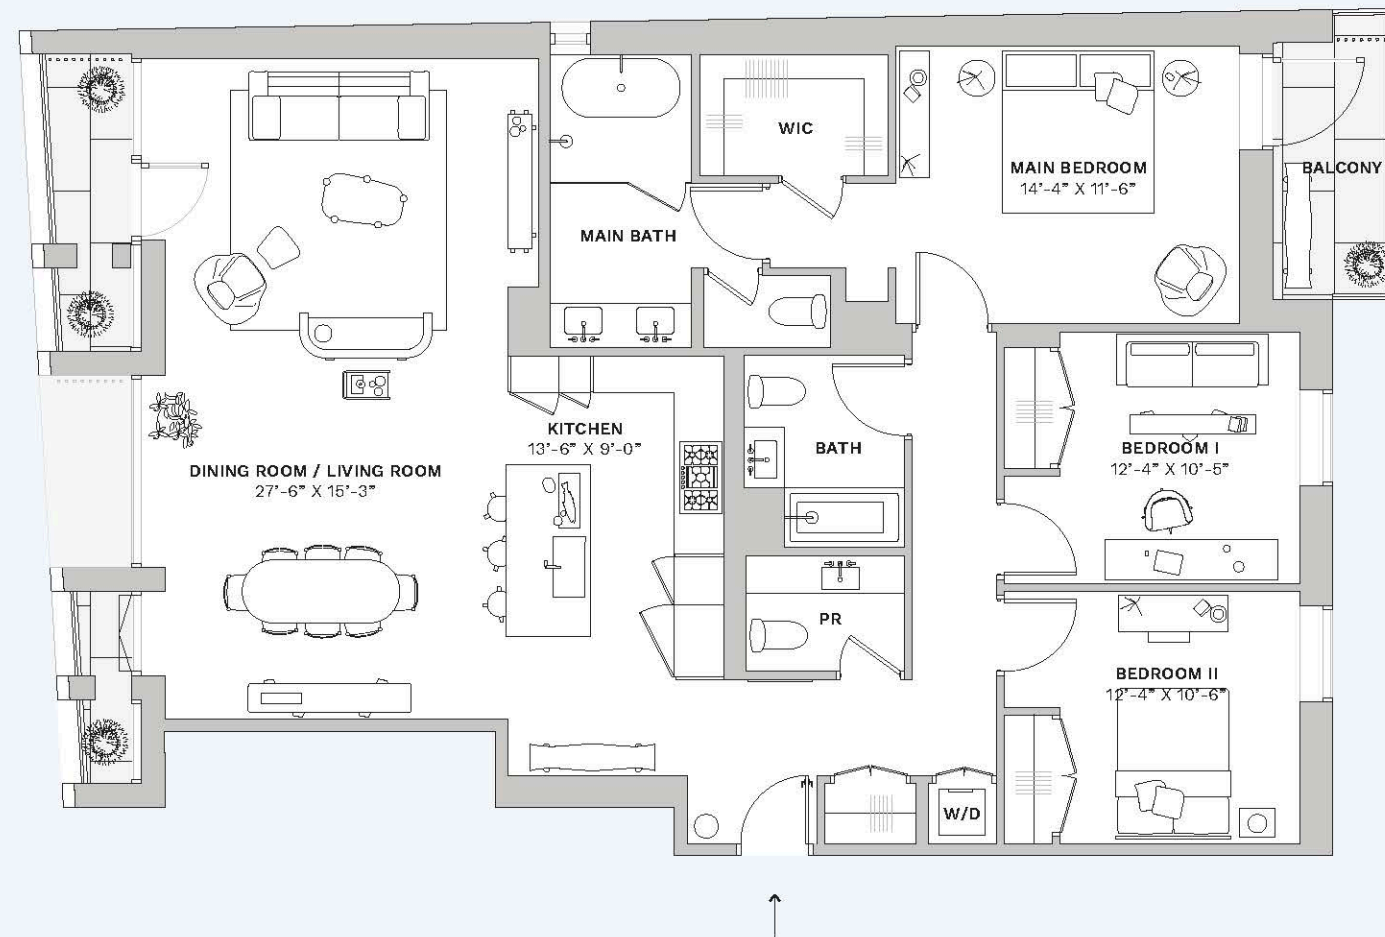 WIC
MAIN BEDROOM
14'-4" X 11'-6"
BALCONY
MAIN BATH
KITCHEN
13'-6" X 9'-0"
BATH
BEDROOM I
12'-4" X 10'-5"
DINING ROOM / LIVING ROOM
27'-6" X 15'-3"
PR
BEDROOM II
12'-4" X 10'-6"
W/D